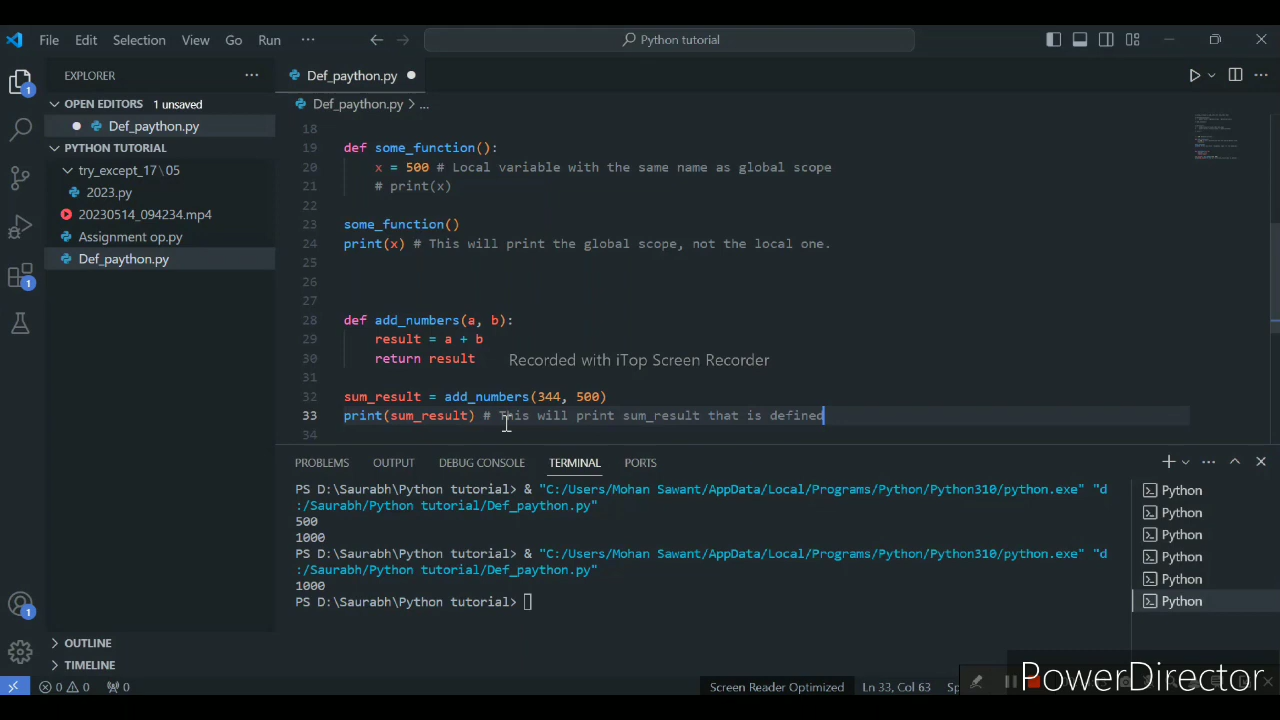 File Edit Selection View Go Run ··· Python tutorial
EXPLORER ···
OPEN EDITORS 1 unsaved
Def_paython.py
PYTHON TUTORIAL
try_except_17\05
2023.py
20230514_094234.mp4
Assignment op.py
Def_paython.py
OUTLINE
TIMELINE
1
1
1
Def_paython.py
Def_paython.py > ...
18
19 def some_function():
20 x = 500 # Local variable with the same name as global scope
21 # print(x)
22
23 some_function()
24 print(x) # This will print the global scope, not the local one.
25
26
27
28 def add_numbers(a, b):
29 result = a + b
30 return result
Recorded with iTop Screen Recorder
31
32 sum_result = add_numbers(344, 500)
33 print(sum_result) # This will print sum_result that is defined
34
PROBLEMS OUTPUT DEBUG CONSOLE TERMINAL PORTS
PS D:\Saurabh\Python tutorial> & "C:/Users/Mohan Sawant/AppData/Local/Programs/Python/Python310/python.exe" "d
:/Saurabh/Python tutorial/Def_paython.py"
500
1000
PS D:\Saurabh\Python tutorial> & "C:/Users/Mohan Sawant/AppData/Local/Programs/Python/Python310/python.exe" "d
:/Saurabh/Python tutorial/Def_paython.py"
1000
PS D:\Saurabh\Python tutorial>
Python
Python
Python
Python
Python
Python
0 0 0 Screen Reader Optimized Ln 33, Col 63
PowerDirector